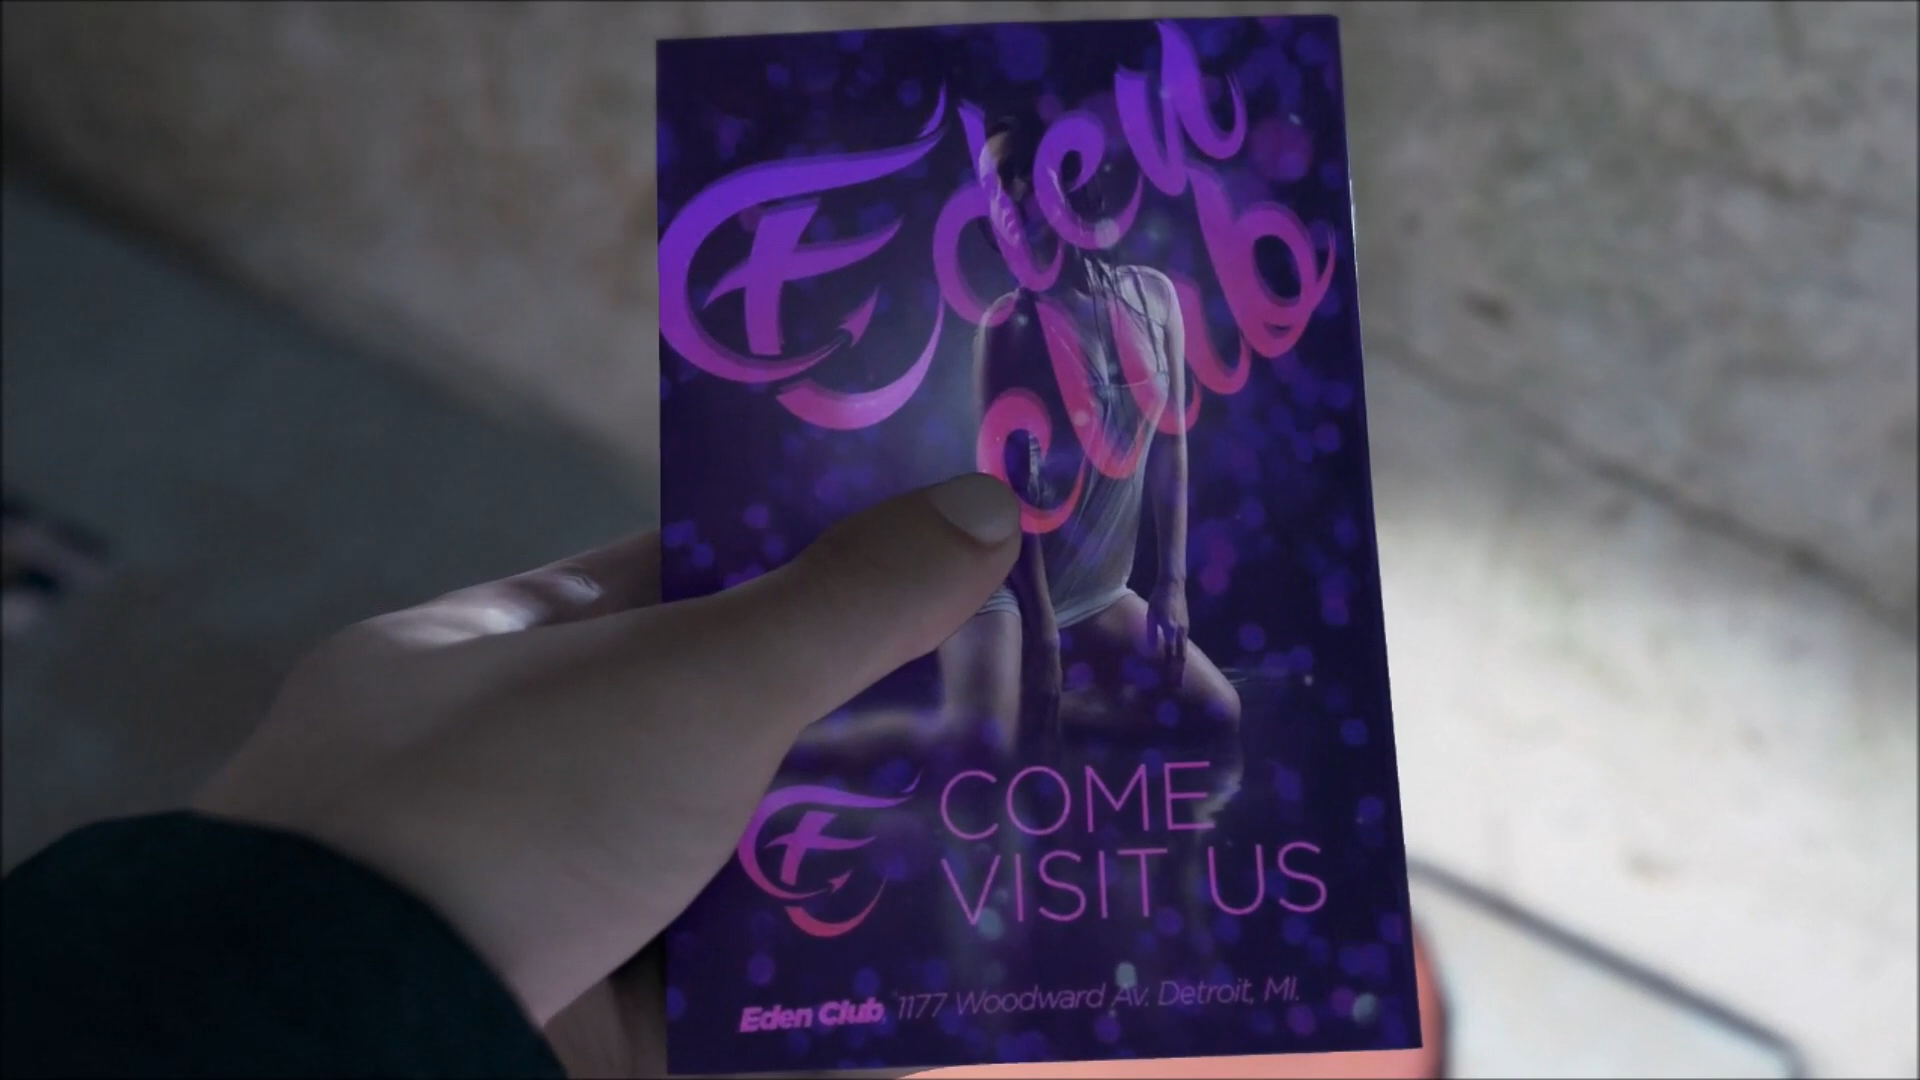 Eden
club
COME
VISIT US
Eden Club, 1177 Woodward Av. Detroit, MI.